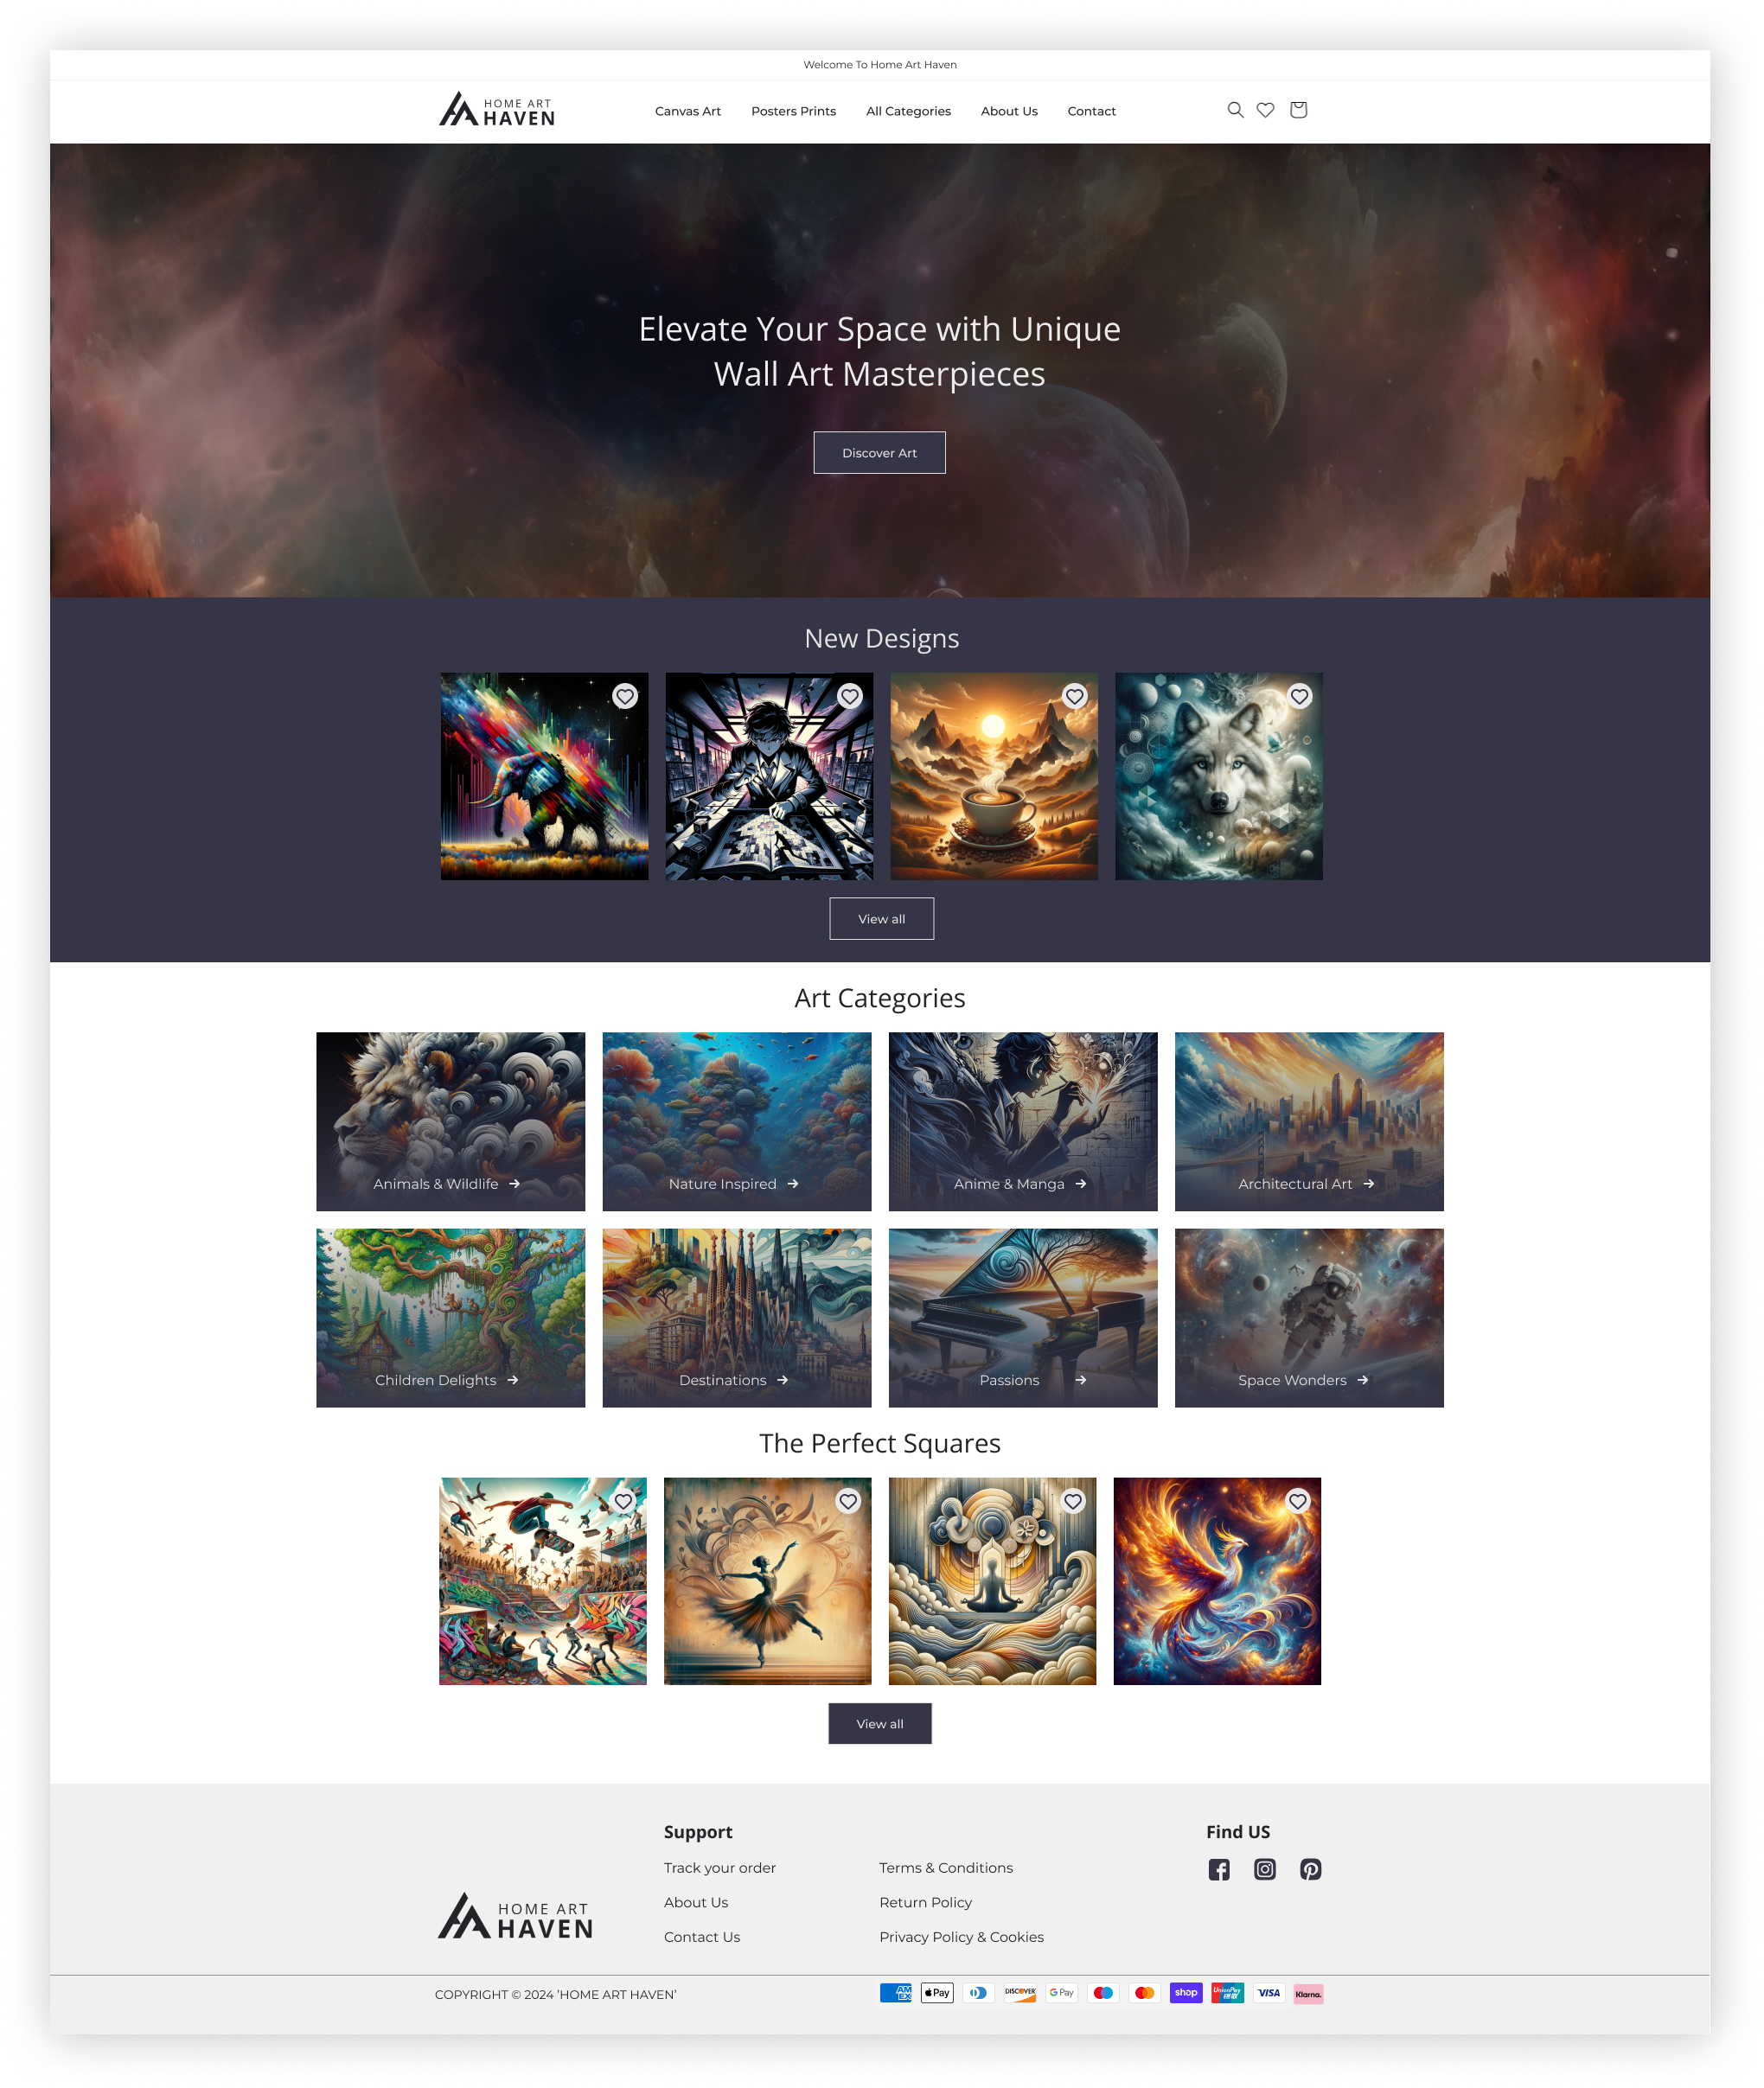 Welcome To Home Art Haven
HOME ART
HAVEN
Canvas Art
Posters Prints
All Categories
About Us
Contact
Elevate Your Space with Unique
Wall Art Masterpieces
Discover Art
New Designs
View all
Art Categories
Animals & Wildlife
Nature Inspired
Anime & Manga
Architectural Art
Children Delights
Destinations
Passions
Space Wonders
The Perfect Squares
View all
Support
Track your order
About Us
Contact Us
Terms & Conditions
Return Policy
Privacy Policy & Cookies
Find US
HOME ART
HAVEN
COPYRIGHT © 2024 ’HOME ART HAVEN’
AM
EX
Pay
DISCOVER
G Pay
shop
UnionPay
银联
VISA
Klarna.